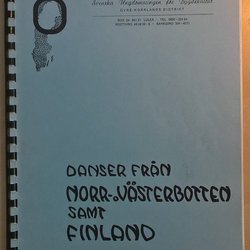 Svenska Ungdomsringen för Bygdekultur
ÖVRE NORRLANDS DISTRIKT
DANSER FRÅN
NORR-VÄSTERBOTTEN
SAMT
FINLAND